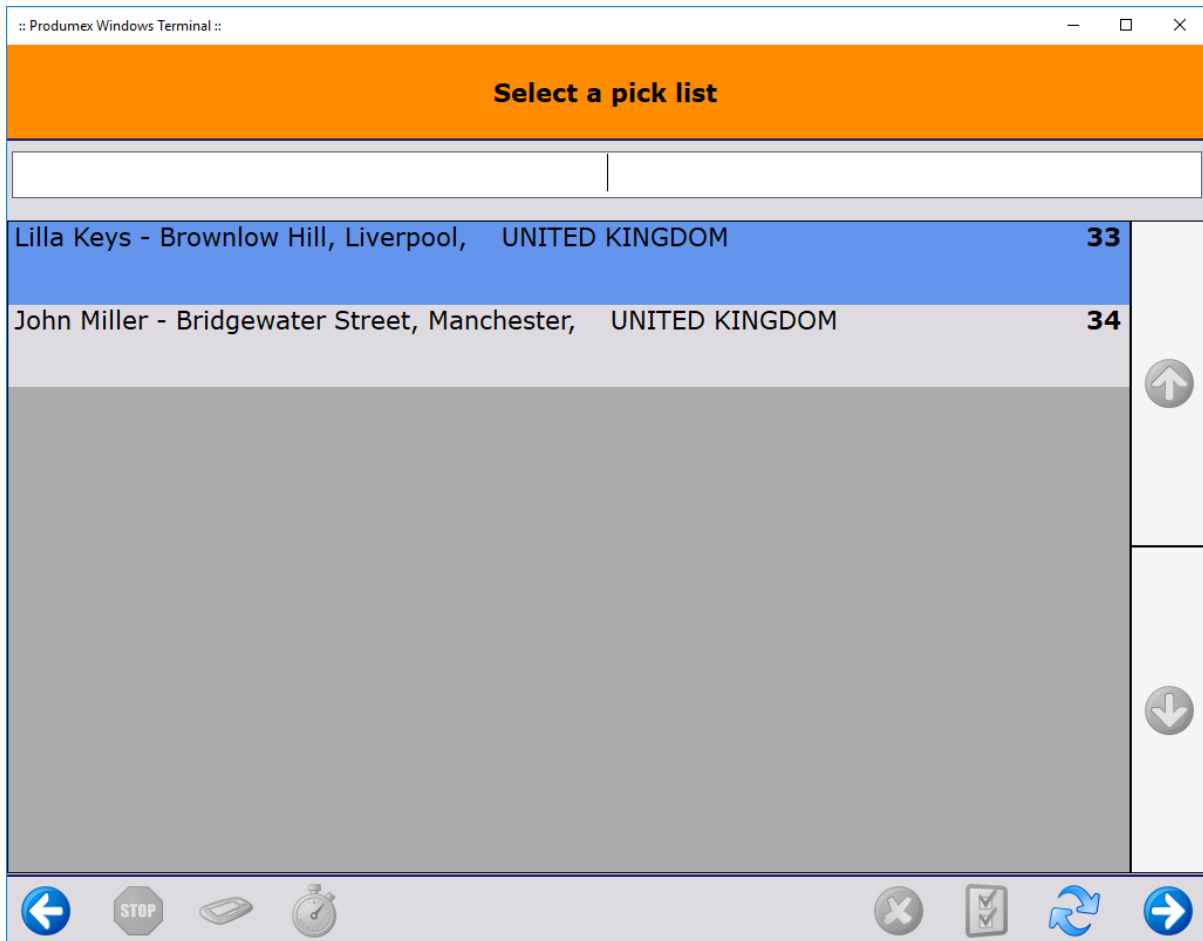 :: Produmex Windows Terminal ::
Select a pick list
Lilla Keys - Brownlow Hill, Liverpool, UNITED KINGDOM 33
John Miller - Bridgewater Street, Manchester, UNITED KINGDOM 34
STOP